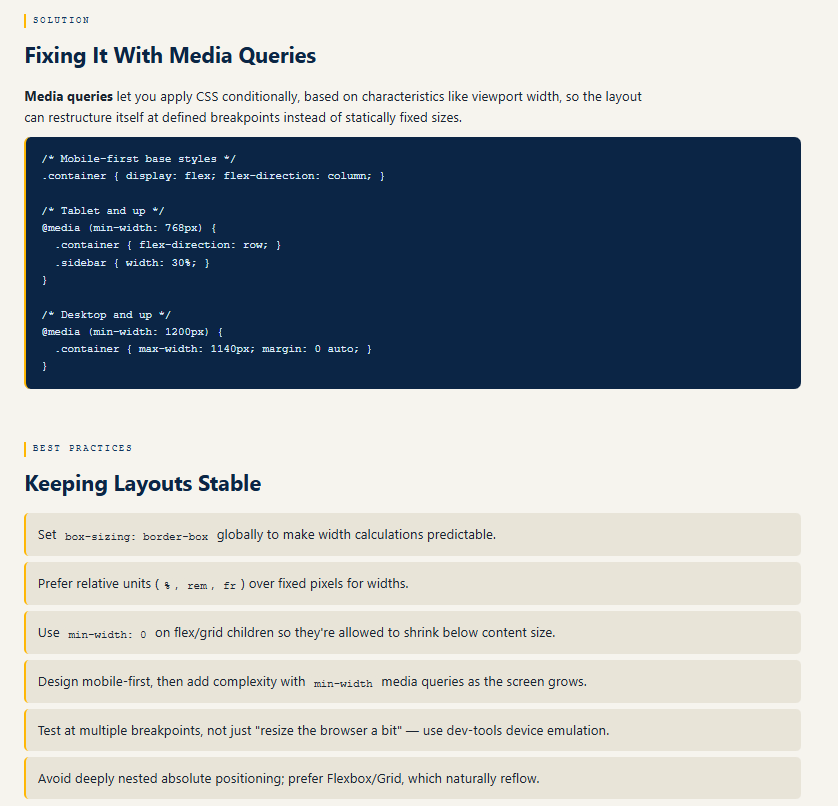 SOLUTION
Fixing It With Media Queries
Media queries let you apply CSS conditionally, based on characteristics like viewport width, so the layout
can restructure itself at defined breakpoints instead of statically fixed sizes.
/* Mobile-first base styles */
.container { display: flex; flex-direction: column; }
/* Tablet and up */
@media (min-width: 768px) {
  .container { flex-direction: row; }
  .sidebar { width: 30%; }
}
/* Desktop and up */
@media (min-width: 1200px) {
  .container { max-width: 1140px; margin: 0 auto; }
}
BEST PRACTICES
Keeping Layouts Stable
Set box-sizing: border-box globally to make width calculations predictable.
Prefer relative units ( %, rem, fr ) over fixed pixels for widths.
Use min-width: 0 on flex/grid children so they're allowed to shrink below content size.
Design mobile-first, then add complexity with min-width media queries as the screen grows.
Test at multiple breakpoints, not just "resize the browser a bit" — use dev-tools device emulation.
Avoid deeply nested absolute positioning; prefer Flexbox/Grid, which naturally reflow.